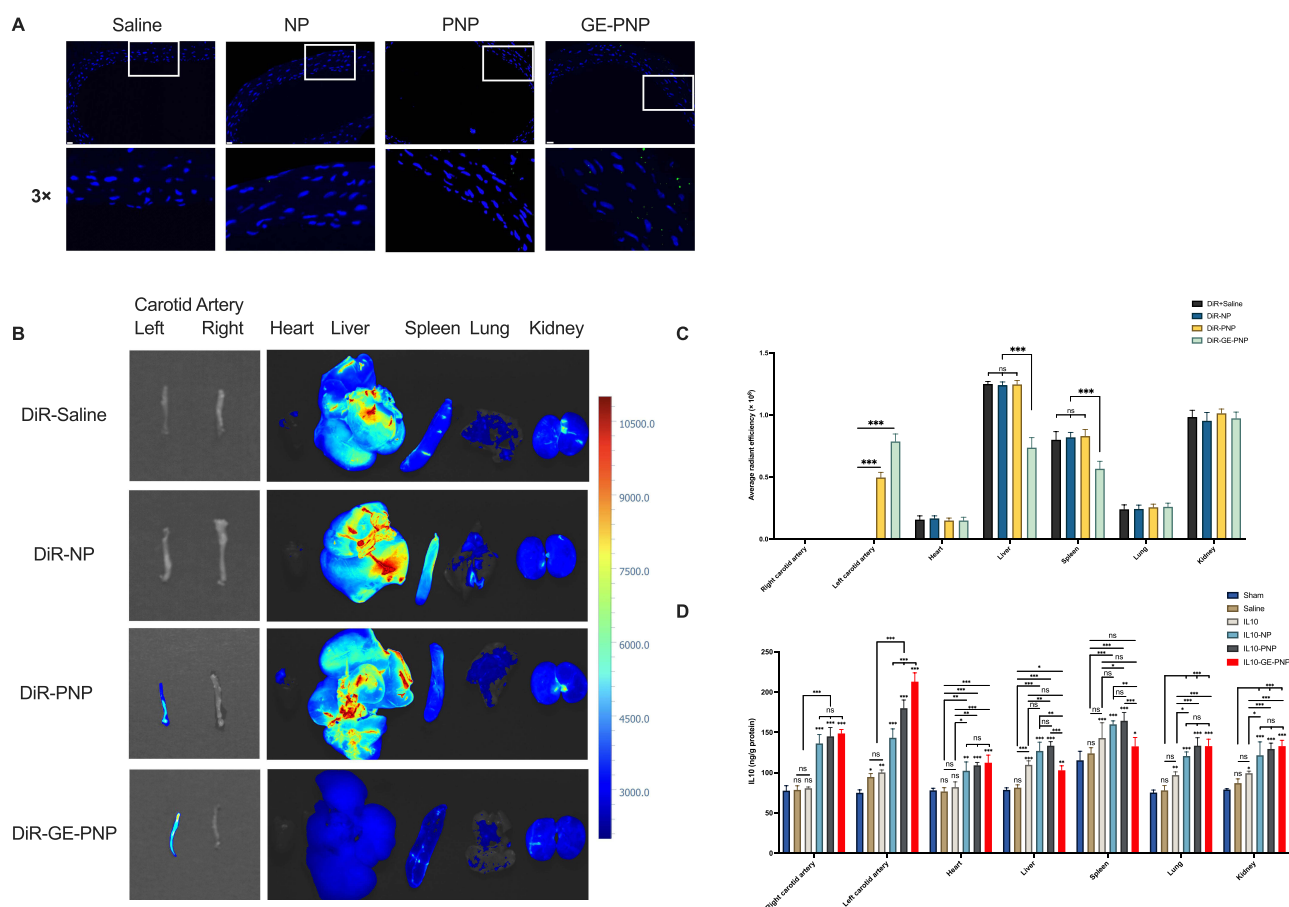 A
Saline NP PNP GE-PNP
3×
B
Carotid Artery
Left Right Heart Liver Spleen Lung Kidney
DiR-Saline
DiR-NP
DiR-PNP
DiR-GE-PNP
10500.0
9000.0
7500.0
6000.0
4500.0
3000.0
C
DiR+Saline
DiR-NP
DiR-PNP
DiR-GE-PNP
Average radiant efficiency (× 10⁶)
1.5
1.0
0.5
0.0
*** *** ns *** ns ***
Right carotid artery
Left carotid artery
Heart
Liver
Spleen
Lung
Kidney
D
Sham
Saline
IL10
IL10-NP
IL10-PNP
IL10-GE-PNP
IL10 (ng/g protein)
250
200
150
100
50
0
Right carotid artery
Left carotid artery
Heart
Liver
Spleen
Lung
Kidney